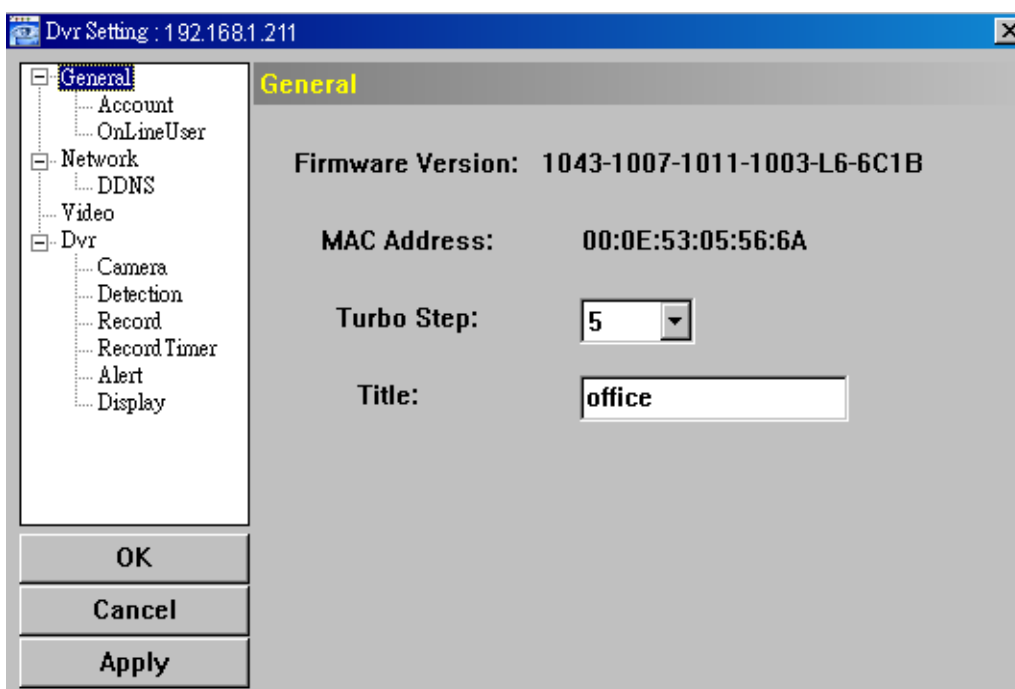 Dvr Setting : 192.168.1.211
General
Account
OnLineUser
Network
DDNS
Video
Dvr
Camera
Detection
Record
Record Timer
Alert
Display
OK
Cancel
Apply
General
Firmware Version: 1043-1007-1011-1003-L6-6C1B
MAC Address: 00:0E:53:05:56:6A
Turbo Step: 5
Title: office